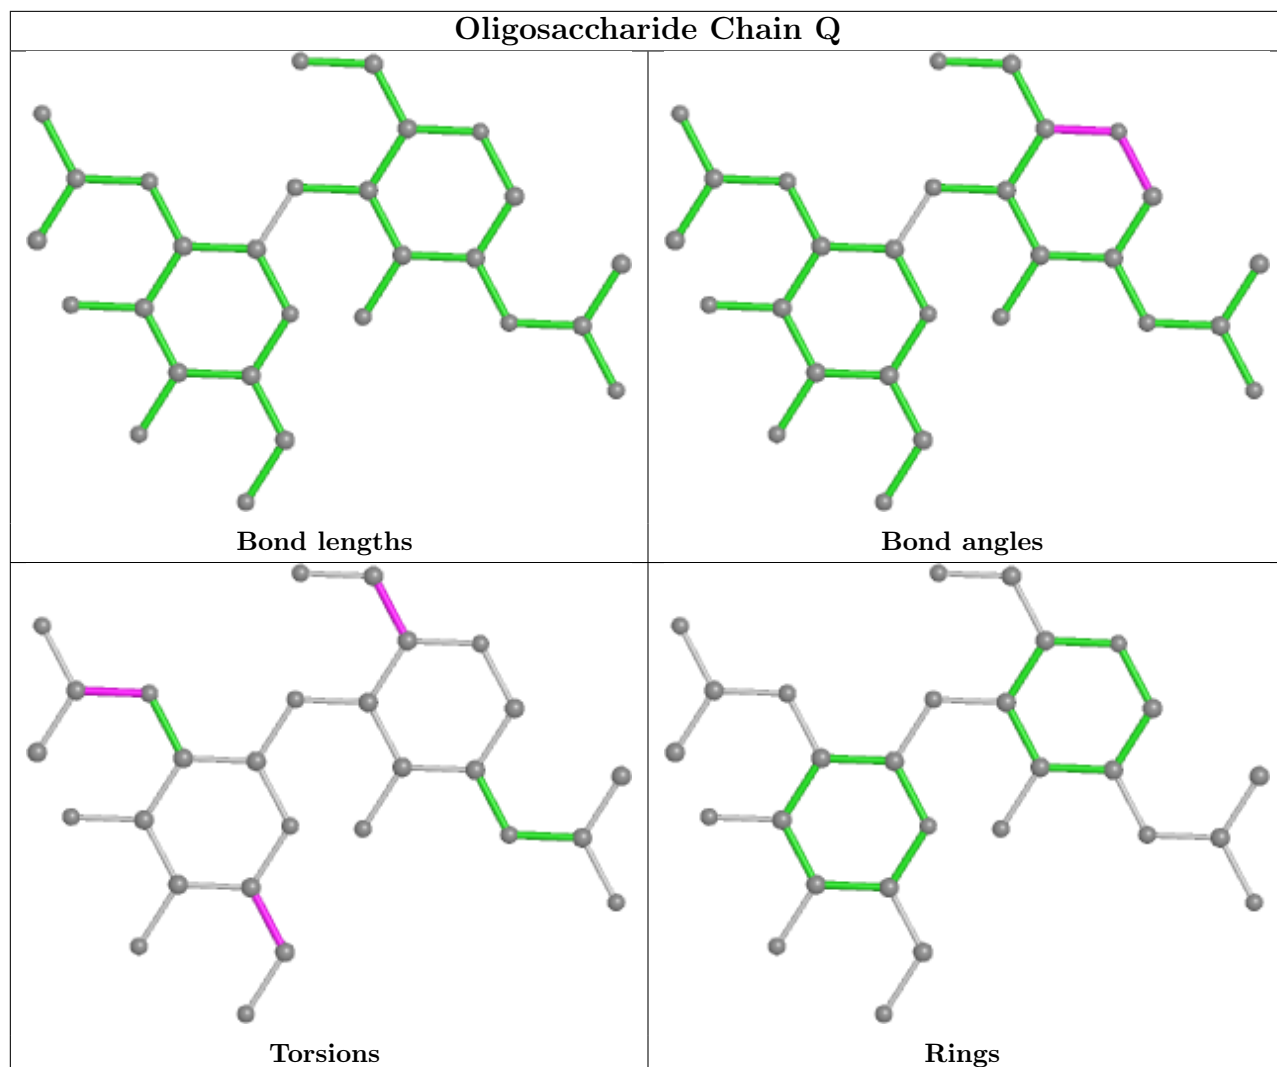 Oligosaccharide Chain Q
Bond lengths
Bond angles
Torsions
Rings